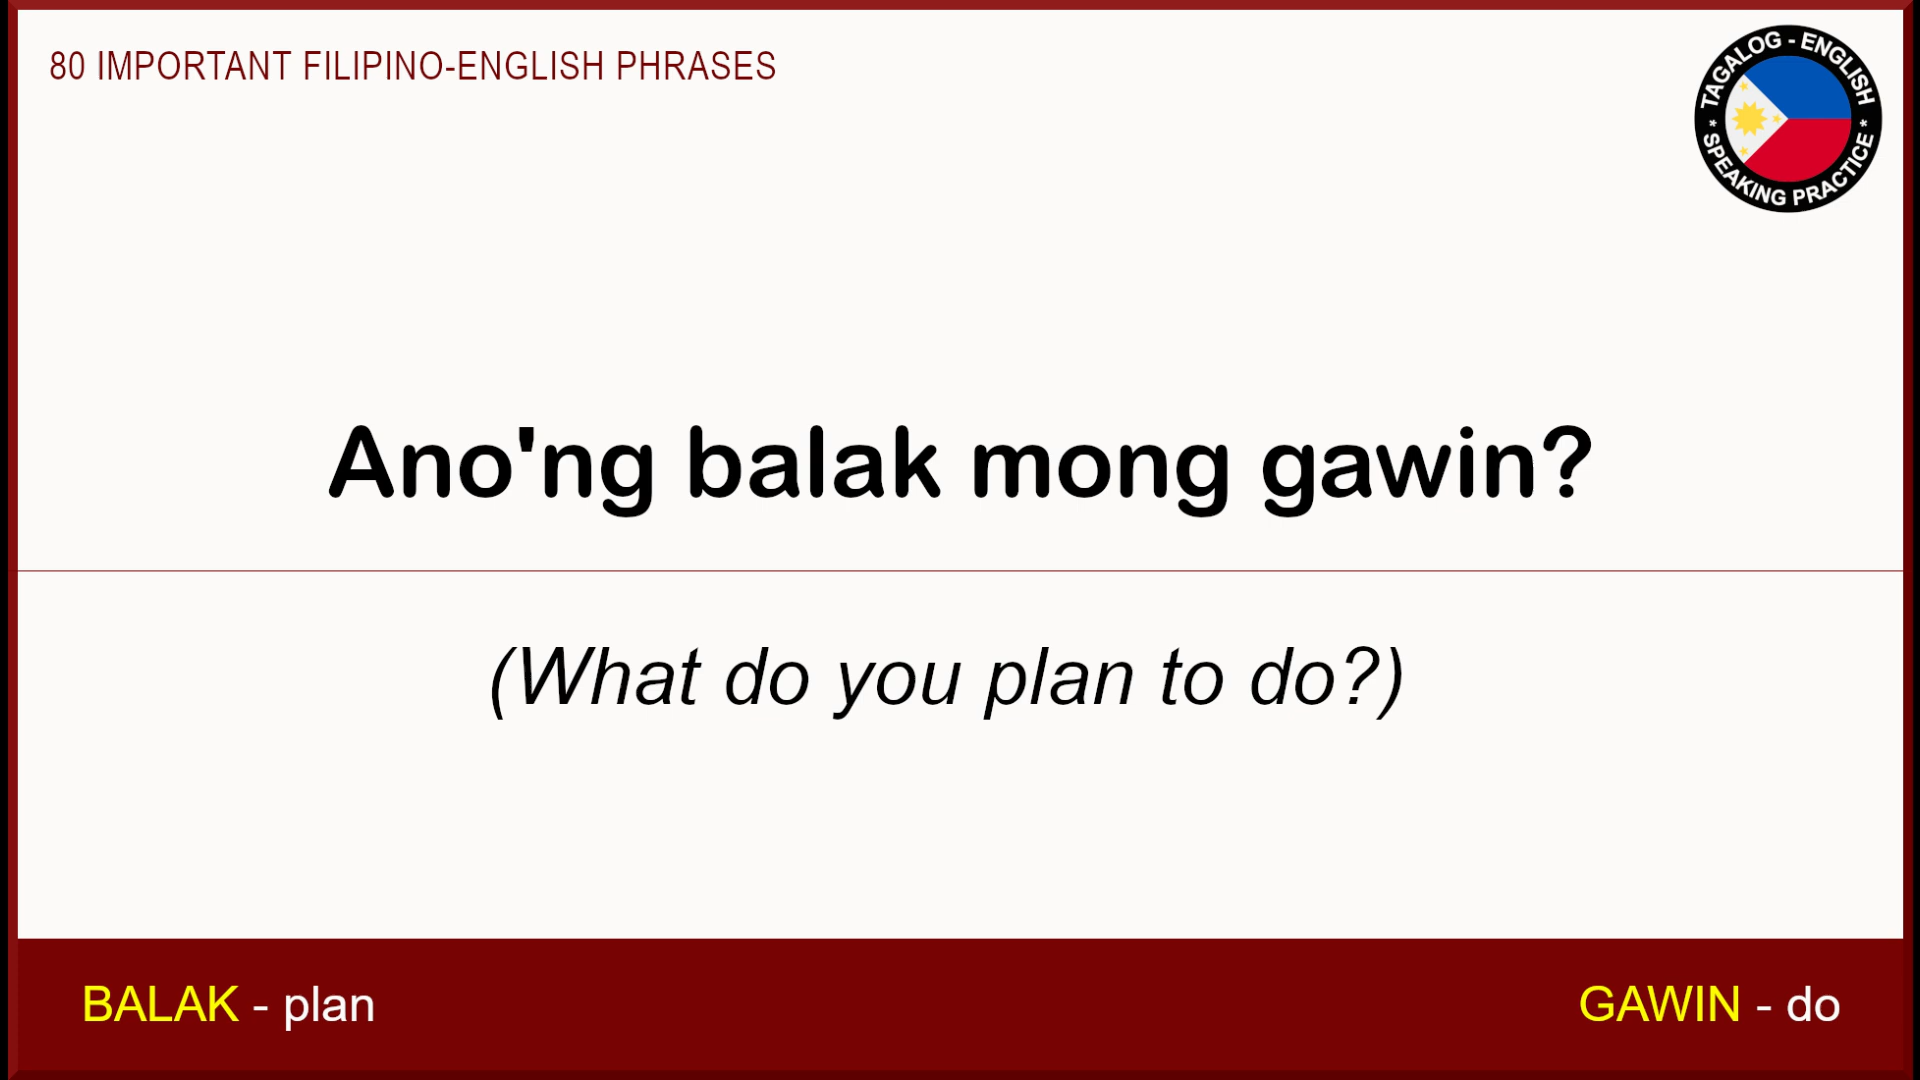 80 IMPORTANT FILIPINO-ENGLISH PHRASES
TAGALOG - ENGLISH
* SPEAKING PRACTICE *
Ano'ng balak mong gawin?
(What do you plan to do?)
BALAK - plan
GAWIN - do